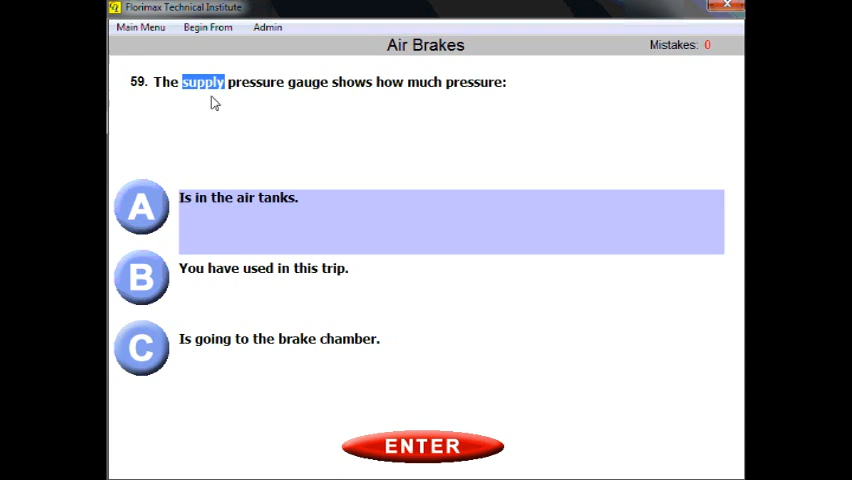 Florimax Technical Institute
Main Menu Begin From Admin
Air Brakes Mistakes: 0
59. The supply pressure gauge shows how much pressure:
A Is in the air tanks.
B You have used in this trip.
C Is going to the brake chamber.
ENTER